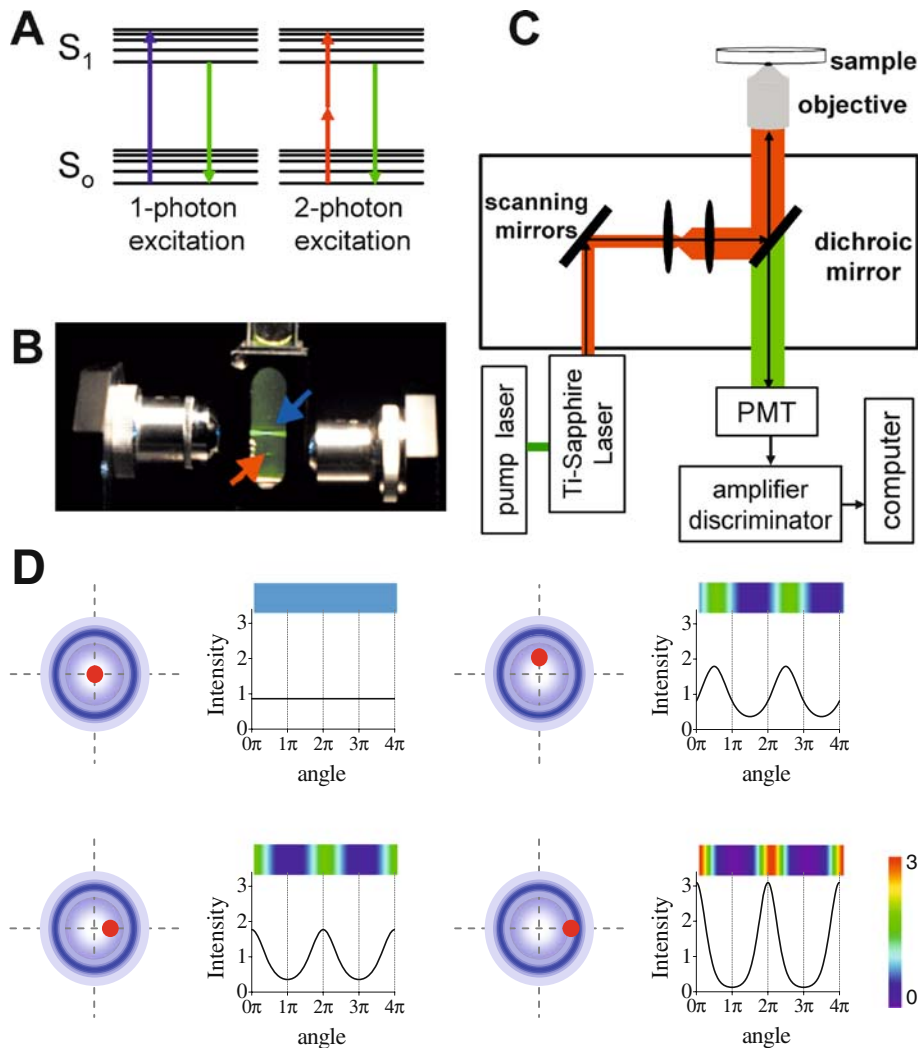 A
S1
So
1-photon
excitation
2-photon
excitation
B
C
sample
objective
scanning
mirrors
dichroic
mirror
pump laser
Ti-Sapphire
Laser
PMT
amplifier
discriminator
computer
D
Intensity
3
2
1
0
0π 1π 2π 3π 4π
angle
Intensity
3
2
1
0
0π 1π 2π 3π 4π
angle
Intensity
3
2
1
0
0π 1π 2π 3π 4π
angle
Intensity
3
2
1
0
0π 1π 2π 3π 4π
angle
3
0